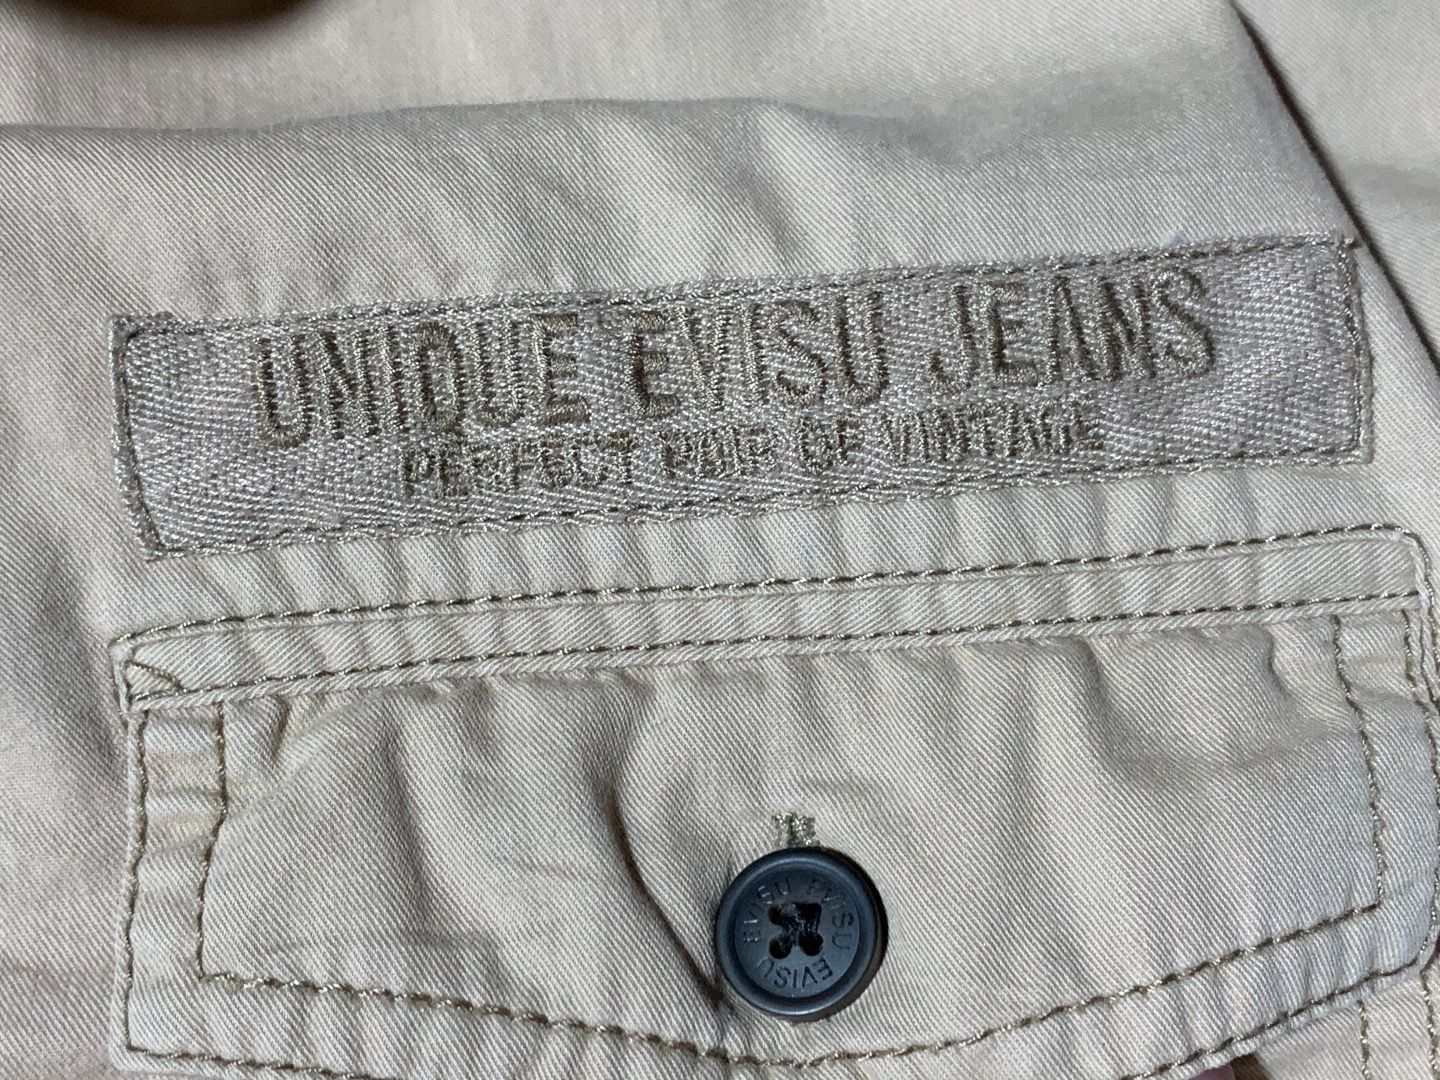 UNIQUE EVISU JEANS
PERFECT PAIR OF VINTAGE
EVISU EVISU EVISU